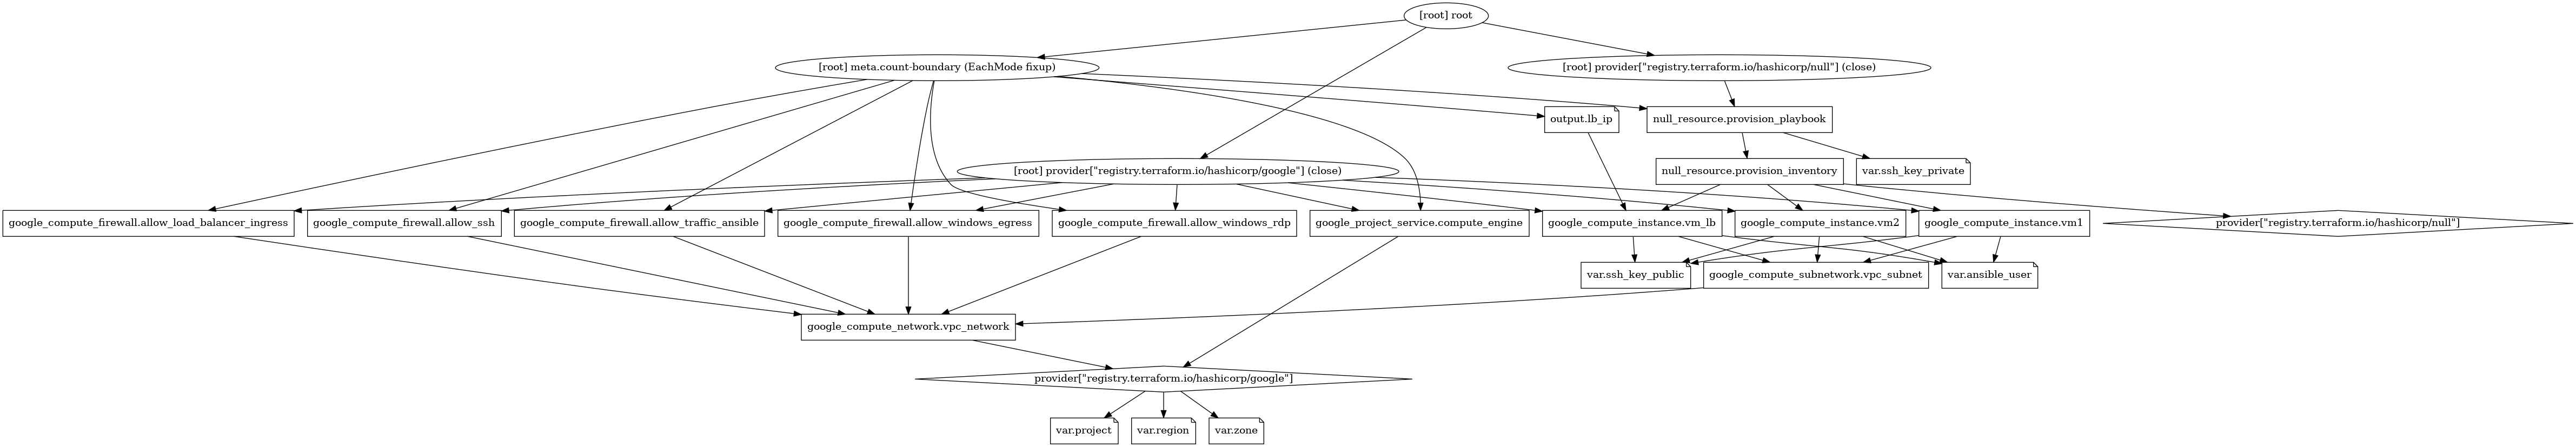 [root] root
[root] meta.count-boundary (EachMode fixup)
[root] provider[\"registry.terraform.io/hashicorp/null\"] (close)
output.lb_ip
null_resource.provision_playbook
[root] provider[\"registry.terraform.io/hashicorp/google\"] (close)
null_resource.provision_inventory
var.ssh_key_private
google_compute_firewall.allow_load_balancer_ingress
google_compute_firewall.allow_ssh
google_compute_firewall.allow_traffic_ansible
google_compute_firewall.allow_windows_egress
google_compute_firewall.allow_windows_rdp
google_project_service.compute_engine
google_compute_instance.vm_lb
google_compute_instance.vm2
google_compute_instance.vm1
provider[\"registry.terraform.io/hashicorp/null\"]
var.ssh_key_public
google_compute_subnetwork.vpc_subnet
var.ansible_user
google_compute_network.vpc_network
provider[\"registry.terraform.io/hashicorp/google\"]
var.project
var.region
var.zone